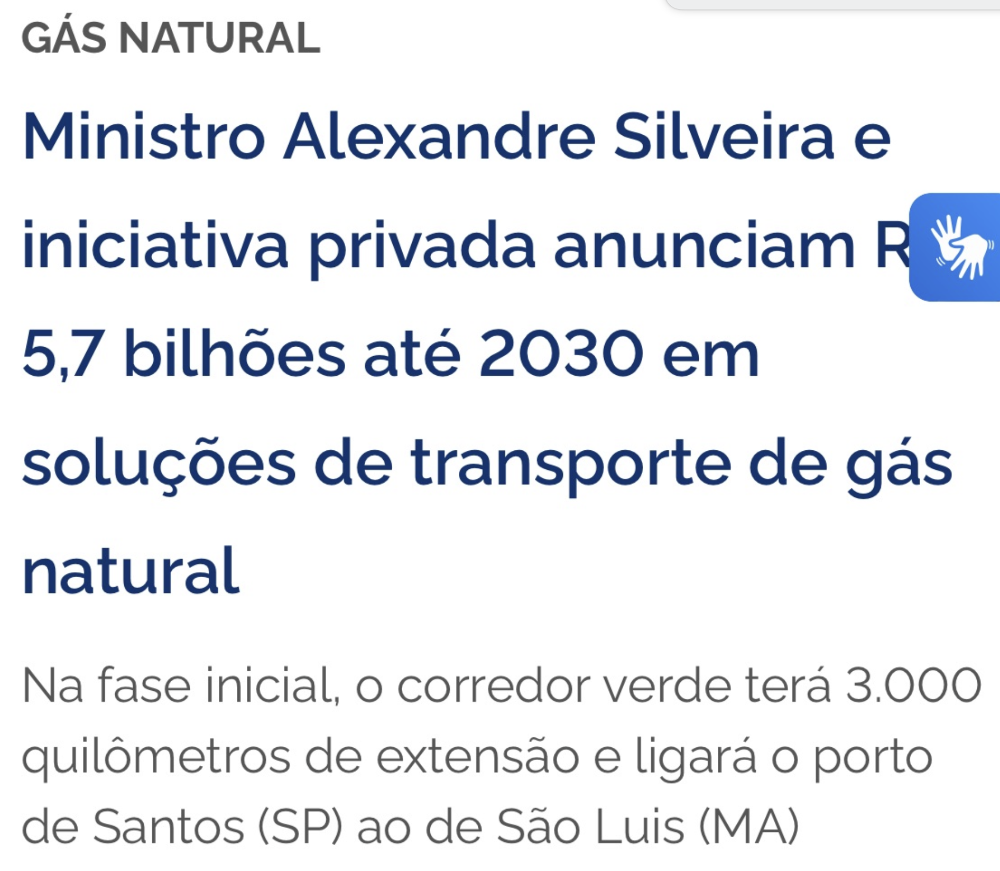 GÁS NATURAL
Ministro Alexandre Silveira e
iniciativa privada anunciam R
5,7 bilhões até 2030 em
soluções de transporte de gás
natural
Na fase inicial, o corredor verde terá 3.000
quilômetros de extensão e ligará o porto
de Santos (SP) ao de São Luis (MA)